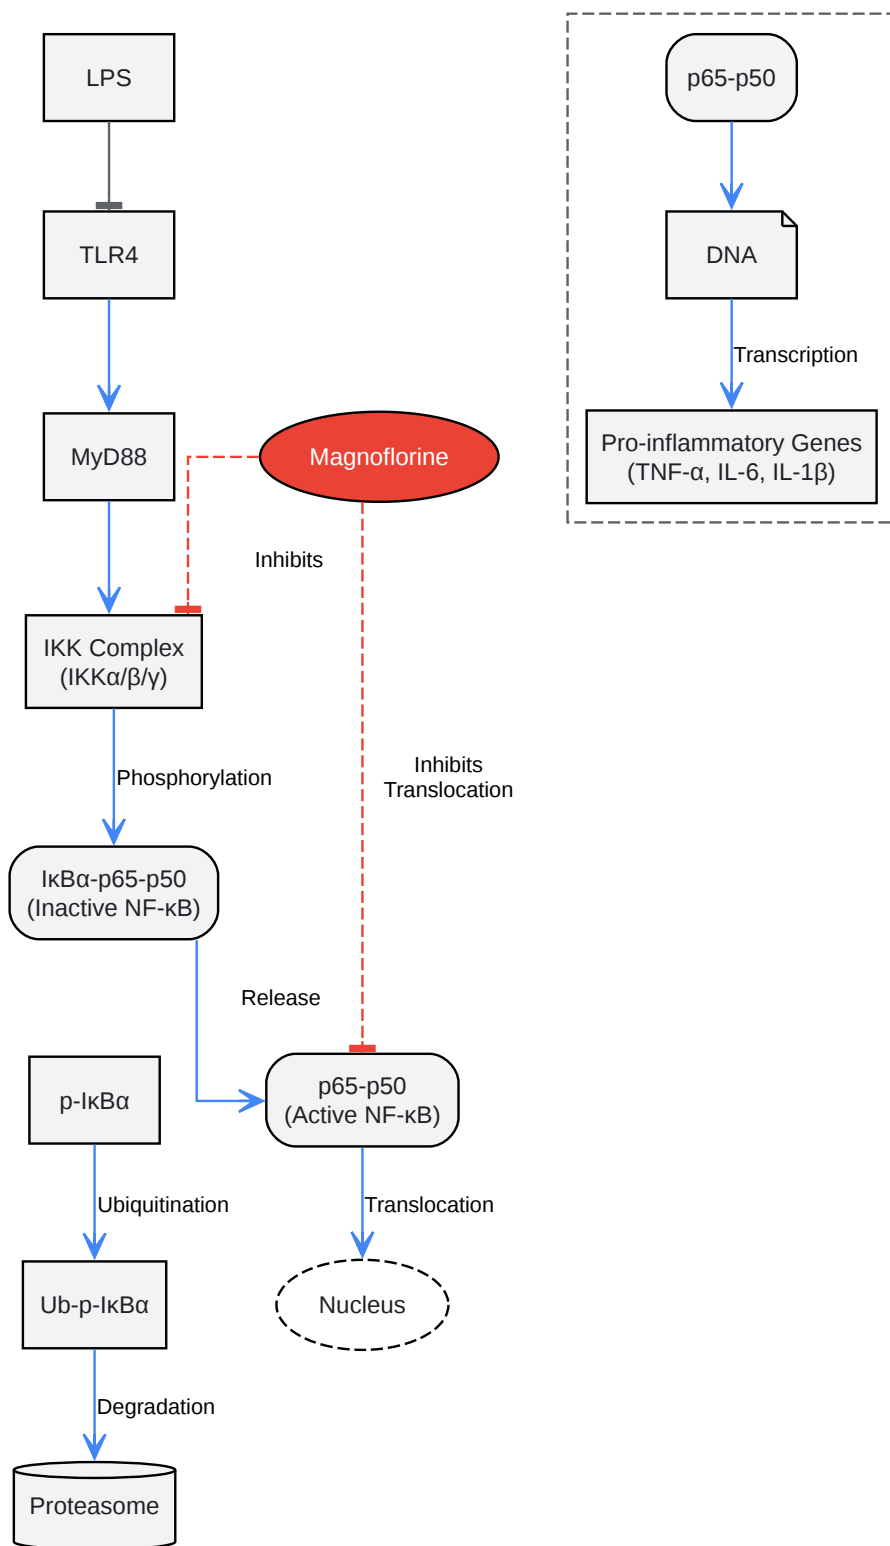 LPS
TLR4
MyD88
Magnoflorine
Inhibits
IKK Complex
(IKKα/β/γ)
Phosphorylation
Inhibits
Translocation
IκBα-p65-p50
(Inactive NF-κB)
Release
p-IκBα
p65-p50
(Active NF-κB)
Ubiquitination
Translocation
Ub-p-IκBα
Nucleus
Degradation
Proteasome
p65-p50
DNA
Transcription
Pro-inflammatory Genes
(TNF-α, IL-6, IL-1β)